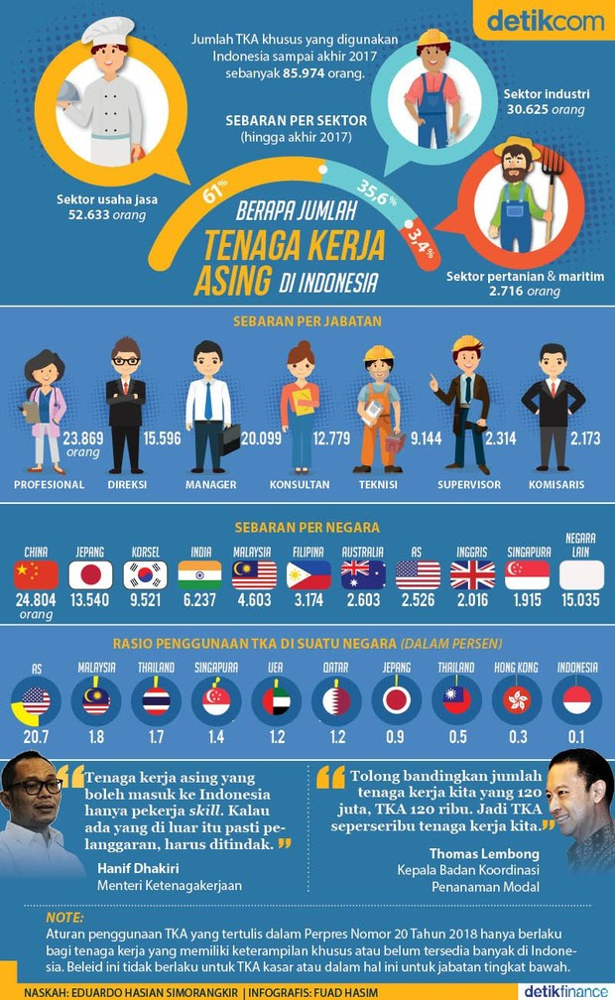 detikcom
Jumlah TKA khusus yang digunakan
Indonesia sampai akhir 2017
sebanyak 85.974 orang.
SEBARAN PER SEKTOR
(hingga akhir 2017)
Sektor industri
30.625 orang
Sektor usaha jasa
52.633 orang
61%
35,6%
3,4%
Sektor pertanian & maritim
2.716 orang
BERAPA JUMLAH
TENAGA KERJA
ASING DI INDONESIA
SEBARAN PER JABATAN
23.869 15.596 20.099 12.779 9.144 2.314 2.173
orang
PROFESIONAL DIREKSI MANAGER KONSULTAN TEKNISI SUPERVISOR KOMISARIS
SEBARAN PER NEGARA
CHINA JEPANG KORSEL INDIA MALAYSIA FILIPINA AUSTRALIA AS INGGRIS SINGAPURA NEGARA
LAIN
24.804 13.540 9.521 6.237 4.603 3.174 2.603 2.526 2.016 1.915 15.035
orang
RASIO PENGGUNAAN TKA DI SUATU NEGARA (DALAM PERSEN)
AS MALAYSIA THAILAND SINGAPURA UEA QATAR JEPANG THAILAND HONG KONG INDONESIA
20.7 1.8 1.7 1.4 1.2 1.2 0.9 0.5 0.3 0.1
“Tenaga kerja asing yang
boleh masuk ke Indonesia
hanya pekerja skill. Kalau
ada yang di luar itu pasti pe-
langgaran, harus ditindak.”
Hanif Dhakiri
Menteri Ketenagakerjaan
“Tolong bandingkan jumlah
tenaga kerja kita yang 120
juta, TKA 120 ribu. Jadi TKA
seperseribu tenaga kerja kita.”
Thomas Lembong
Kepala Badan Koordinasi
Penanaman Modal
NOTE:
Aturan penggunaan TKA yang tertulis dalam Perpres Nomor 20 Tahun 2018 hanya berlaku
bagi tenaga kerja yang memiliki keterampilan khusus atau belum tersedia banyak di Indone-
sia. Beleid ini tidak berlaku untuk TKA kasar atau dalam hal ini untuk jabatan tingkat bawah.
NASKAH: EDUARDO HASIAN SIMORANGKIR | INFOGRAFIS: FUAD HASIM
detikfinance